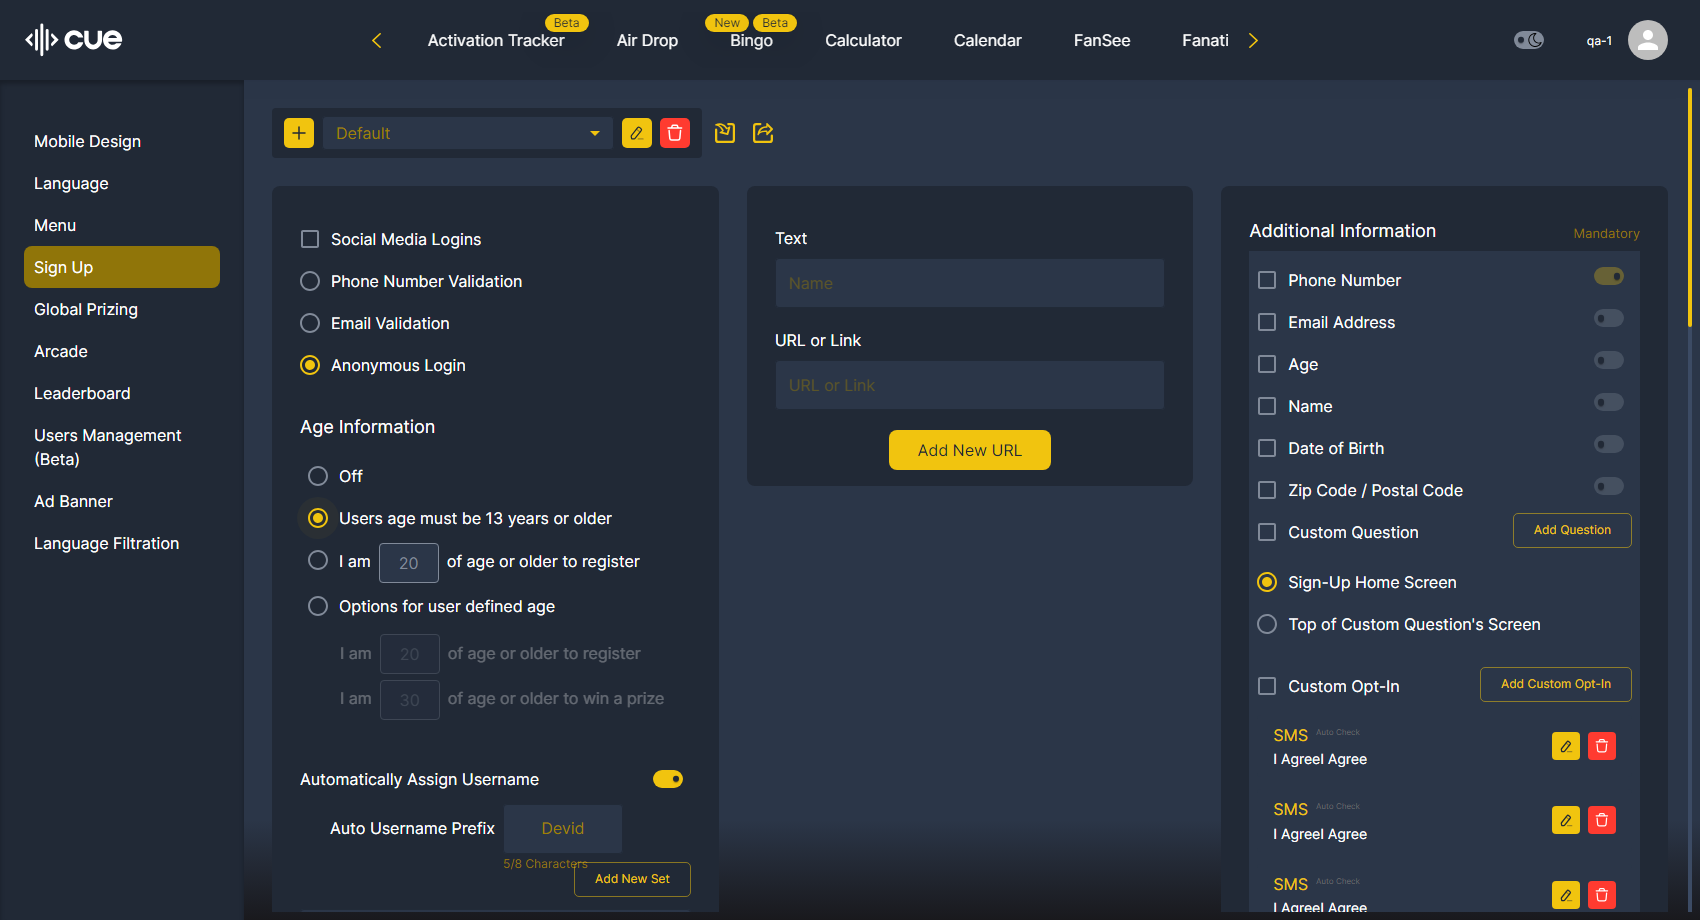 cue
Beta
New
Beta
Activation Tracker
Air Drop
Bingo
Calculator
Calendar
FanSee
Fanati
qa-1
Mobile Design
Language
Menu
Sign Up
Global Prizing
Arcade
Leaderboard
Users Management
(Beta)
Ad Banner
Language Filtration
Default
Social Media Logins
Phone Number Validation
Email Validation
Anonymous Login
Age Information
Off
Users age must be 13 years or older
I am 20 of age or older to register
Options for user defined age
I am 20 of age or older to register
I am 30 of age or older to win a prize
Automatically Assign Username
Auto Username Prefix Devid
5/8 Characters
Add New Set
Text
Name
URL or Link
URL or Link
Add New URL
Additional Information
Mandatory
Phone Number
Email Address
Age
Name
Date of Birth
Zip Code / Postal Code
Custom Question
Add Question
Sign-Up Home Screen
Top of Custom Question's Screen
Custom Opt-In
Add Custom Opt-In
SMS Auto Check
I AgreeI Agree
SMS Auto Check
I AgreeI Agree
SMS Auto Check
I AgreeI Agree